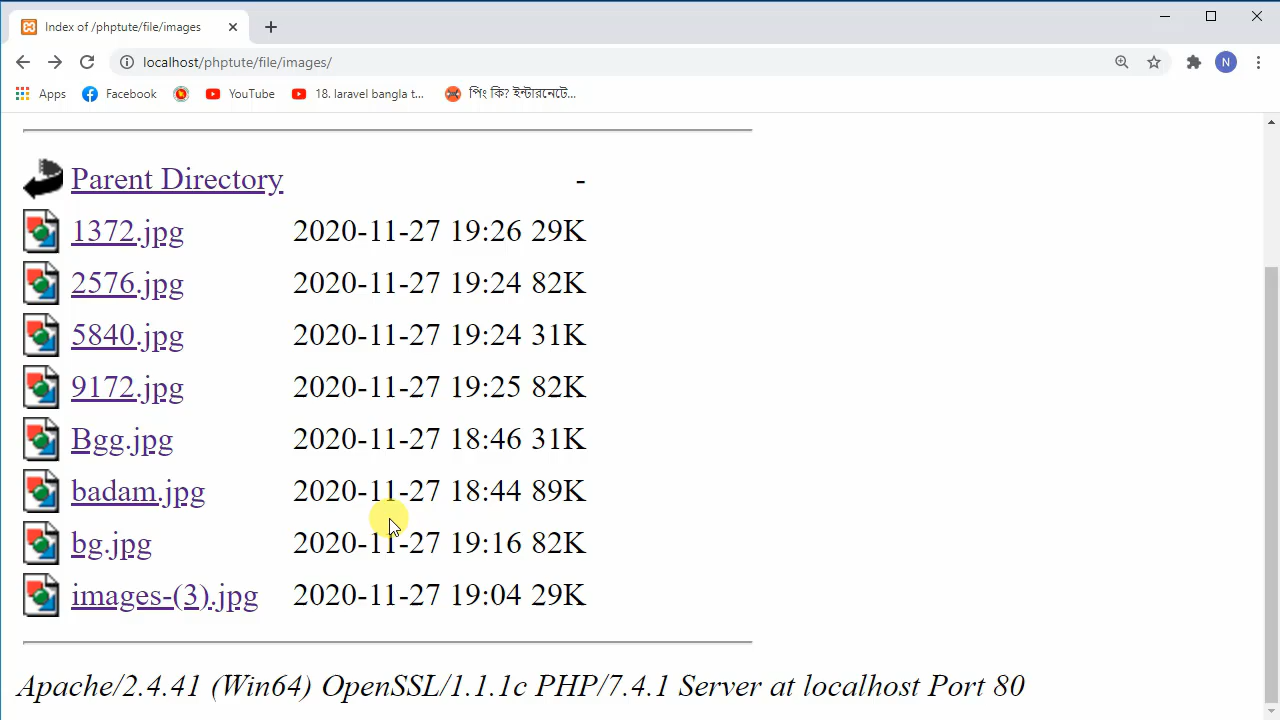 Index of /phptute/file/images
localhost/phptute/file/images/
N
Apps Facebook YouTube 18. laravel bangla t... পিং কি? ইন্টারনেটে...
Parent Directory -
1372.jpg 2020-11-27 19:26 29K
2576.jpg 2020-11-27 19:24 82K
5840.jpg 2020-11-27 19:24 31K
9172.jpg 2020-11-27 19:25 82K
Bgg.jpg 2020-11-27 18:46 31K
badam.jpg 2020-11-27 18:44 89K
bg.jpg 2020-11-27 19:16 82K
images-(3).jpg 2020-11-27 19:04 29K
Apache/2.4.41 (Win64) OpenSSL/1.1.1c PHP/7.4.1 Server at localhost Port 80